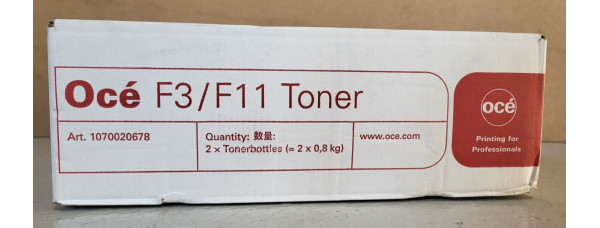 Océ F3/F11 Toner
Art. 1070020678
Quantity: 数量:
2 x Tonerbottles (= 2 x 0,8 kg)
www.oce.com
océ
Printing for
Professionals